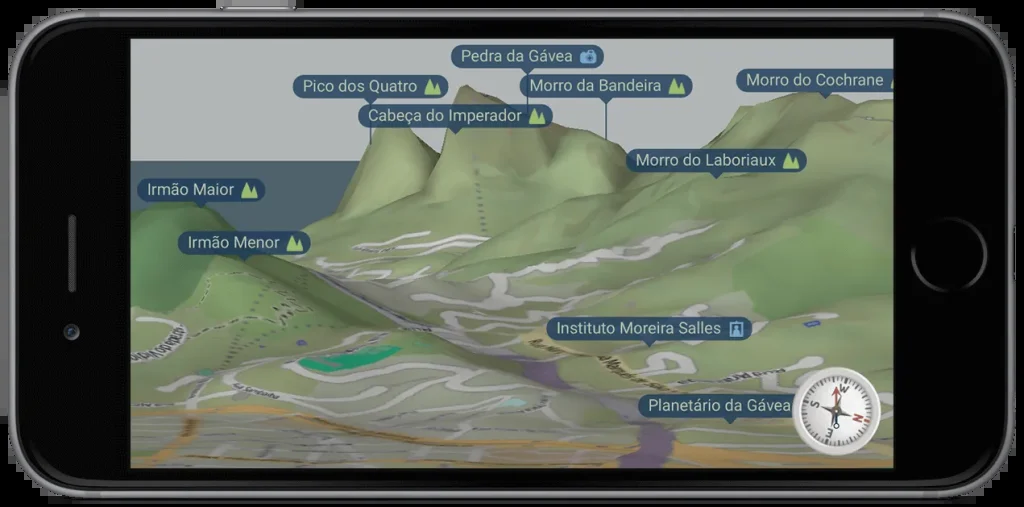 Pedra da Gávea
Pico dos Quatro
Morro da Bandeira
Morro do Cochrane
Cabeça do Imperador
Morro do Laboriaux
Irmão Maior
Irmão Menor
Instituto Moreira Salles
Planetário da Gávea
W
S
N
E